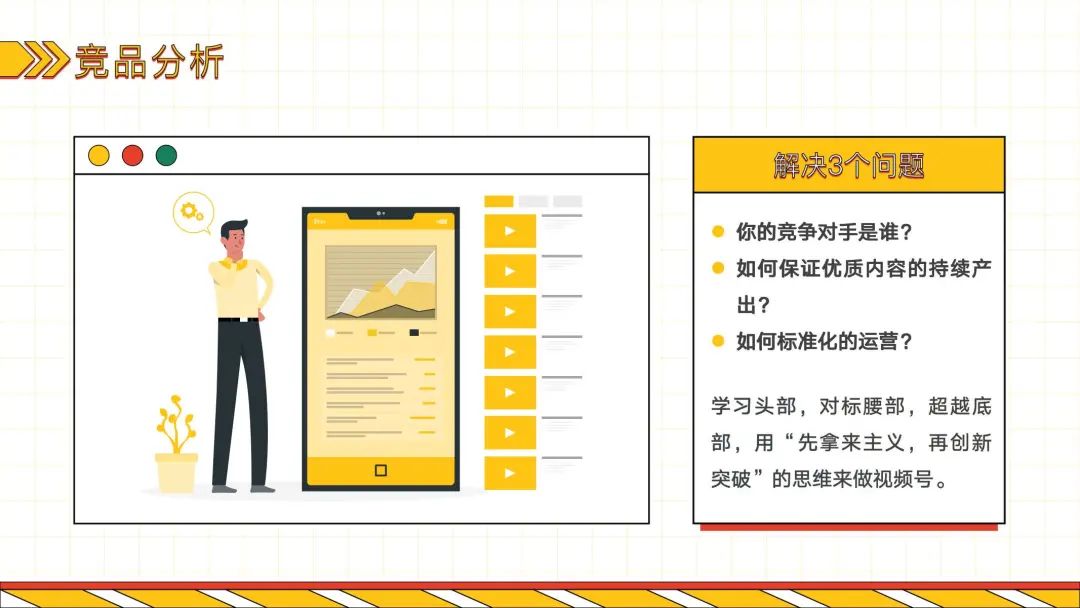 竞品分析
解决3个问题
你的竞争对手是谁？
如何保证优质内容的持续产
出？
如何标准化的运营？
学习头部，对标腰部，超越底
部，用“先拿来主义，再创新
突破”的思维来做视频号。